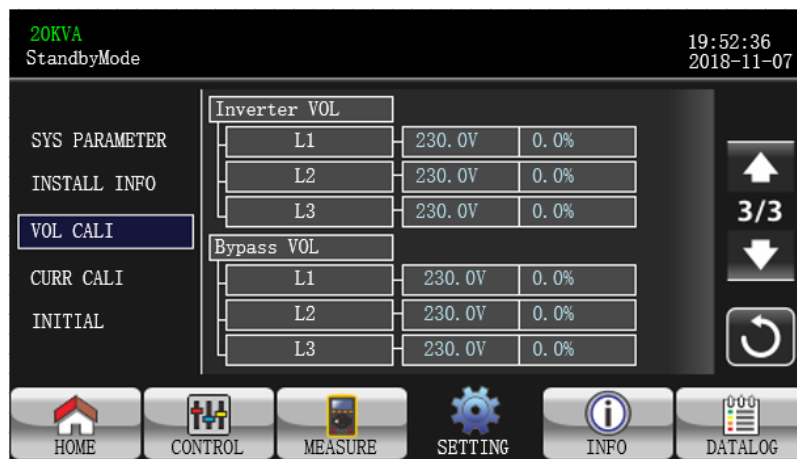 20KVA
StandbyMode
19:52:36
2018-11-07
SYS PARAMETER
INSTALL INFO
VOL CALI
CURR CALI
INITIAL
Inverter VOL
L1 230.0V 0.0%
L2 230.0V 0.0%
L3 230.0V 0.0%
Bypass VOL
L1 230.0V 0.0%
L2 230.0V 0.0%
L3 230.0V 0.0%
3/3
HOME CONTROL MEASURE SETTING INFO DATALOG